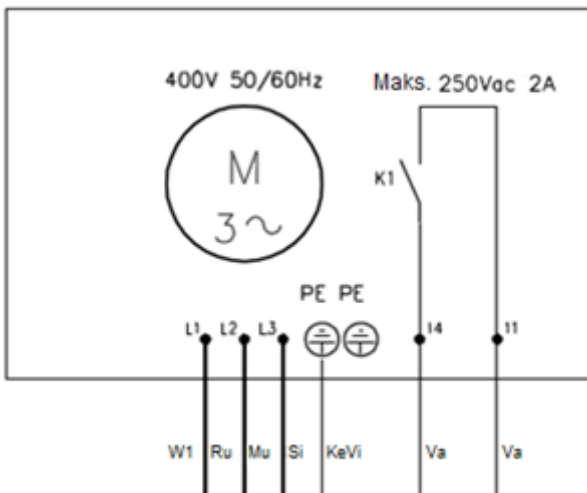 400V 50/60Hz
Maks. 250Vac 2A
M
3~
K1
PE PE
L1 L2 L3 14 11
W1 Ru Mu Si KeVi Va Va